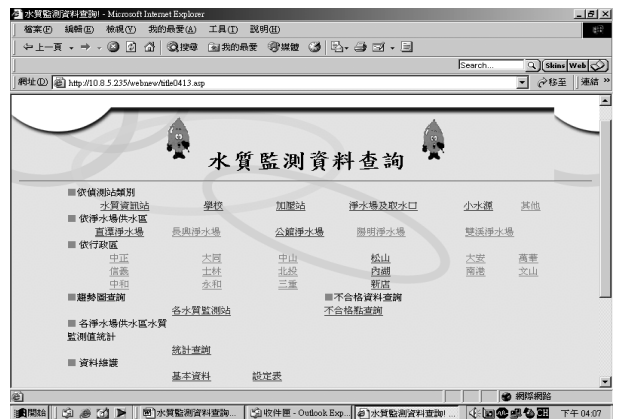 水質監測資料查詢! - Microsoft Internet Explorer
檔案(F) 編輯(E) 檢視(V) 我的最愛(A) 工具(T) 說明(H)
上一頁 搜尋 我的最愛 媒體
Search... Skins Web
網址(D) http://10.8.5.235/webnew/title0413.asp 移至 連結 »
水質監測資料查詢
■ 依偵測站類別
水質資訊站 學校 加壓站 淨水場及取水口 小水源 其他
■ 依淨水場供水區
直潭淨水場 長興淨水場 公館淨水場 陽明淨水場 雙溪淨水場
■ 依行政區
中正 大同 中山 松山 大安 萬華
信義 士林 北投 內湖 南港 文山
中和 永和 三重 新店
■趨勢圖查詢 ■不合格資料查詢
各水質監測站 不合格點查詢
■ 各淨水場供水區水質
監測值統計
統計查詢
■ 資料維護
基本資料 設定表
網際網路
開始 水質監測資料查詢... 收件匣 - Outlook Exp... 水質監測資料查詢! ... 下午 04:07